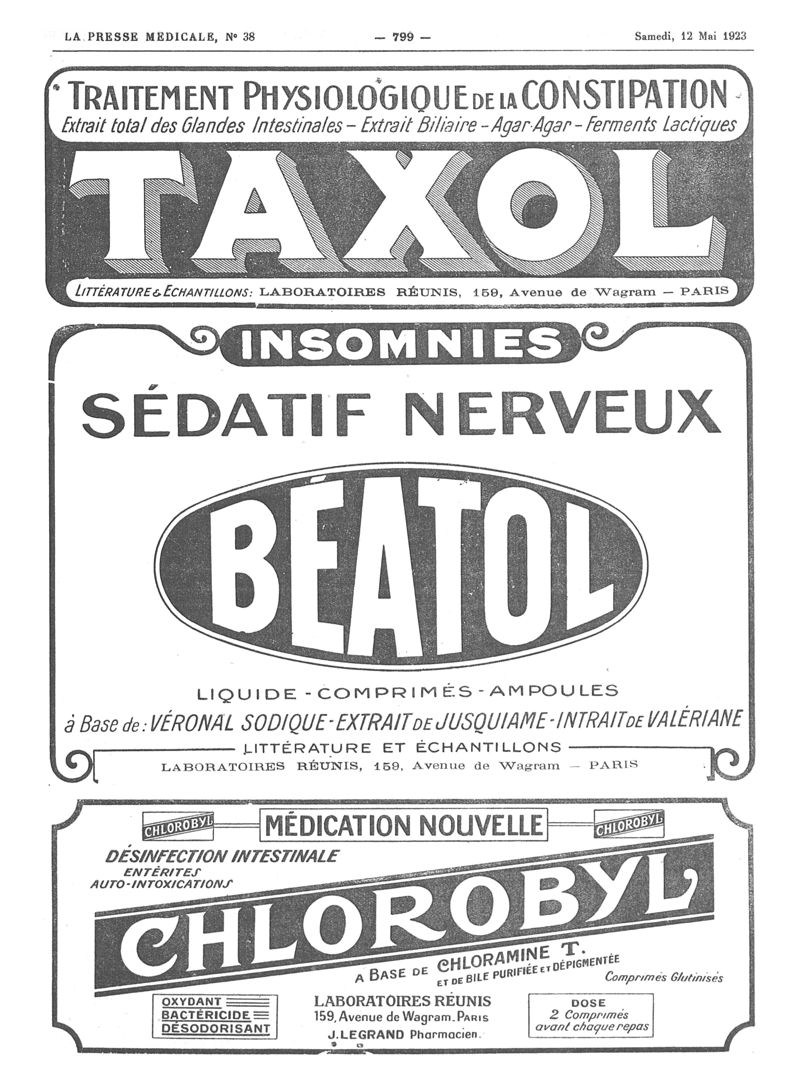 LA PRESSE MEDICALE, N° 38 — 799 — Samedi, 12 Mai 1923
TRAITEMENT PHYSIOLOGIQUE DE LA CONSTIPATION
Extrait total des Glandes Intestinales – Extrait Biliaire – Agar-Agar – Ferments Lactiques
TAXOL
LITTÉRATURE & ECHANTILLONS: LABORATOIRES RÉUNIS, 159, Avenue de Wagram — PARIS
INSOMNIES
SÉDATIF NERVEUX
BÉATOL
LIQUIDE - COMPRIMÉS - AMPOULES
à Base de : VÉRONAL SODIQUE - EXTRAIT DE JUSQUIAME - INTRAIT DE VALÉRIANE
LITTÉRATURE ET ÉCHANTILLONS
LABORATOIRES RÉUNIS, 159, Avenue de Wagram — PARIS
CHLOROBYL MÉDICATION NOUVELLE CHLOROBYL
DÉSINFECTION INTESTINALE
ENTÉRITES
AUTO-INTOXICATIONS
CHLOROBYL
A BASE DE CHLORAMINE T.
ET DE BILE PURIFIÉE ET DÉPIGMENTÉE
Comprimés Glutinisés
OXYDANT
BACTÉRICIDE
DÉSODORISANT
LABORATOIRES RÉUNIS
159, Avenue de Wagram. PARIS
J. LEGRAND Pharmacien.
DOSE
2 Comprimés
avant chaque repas